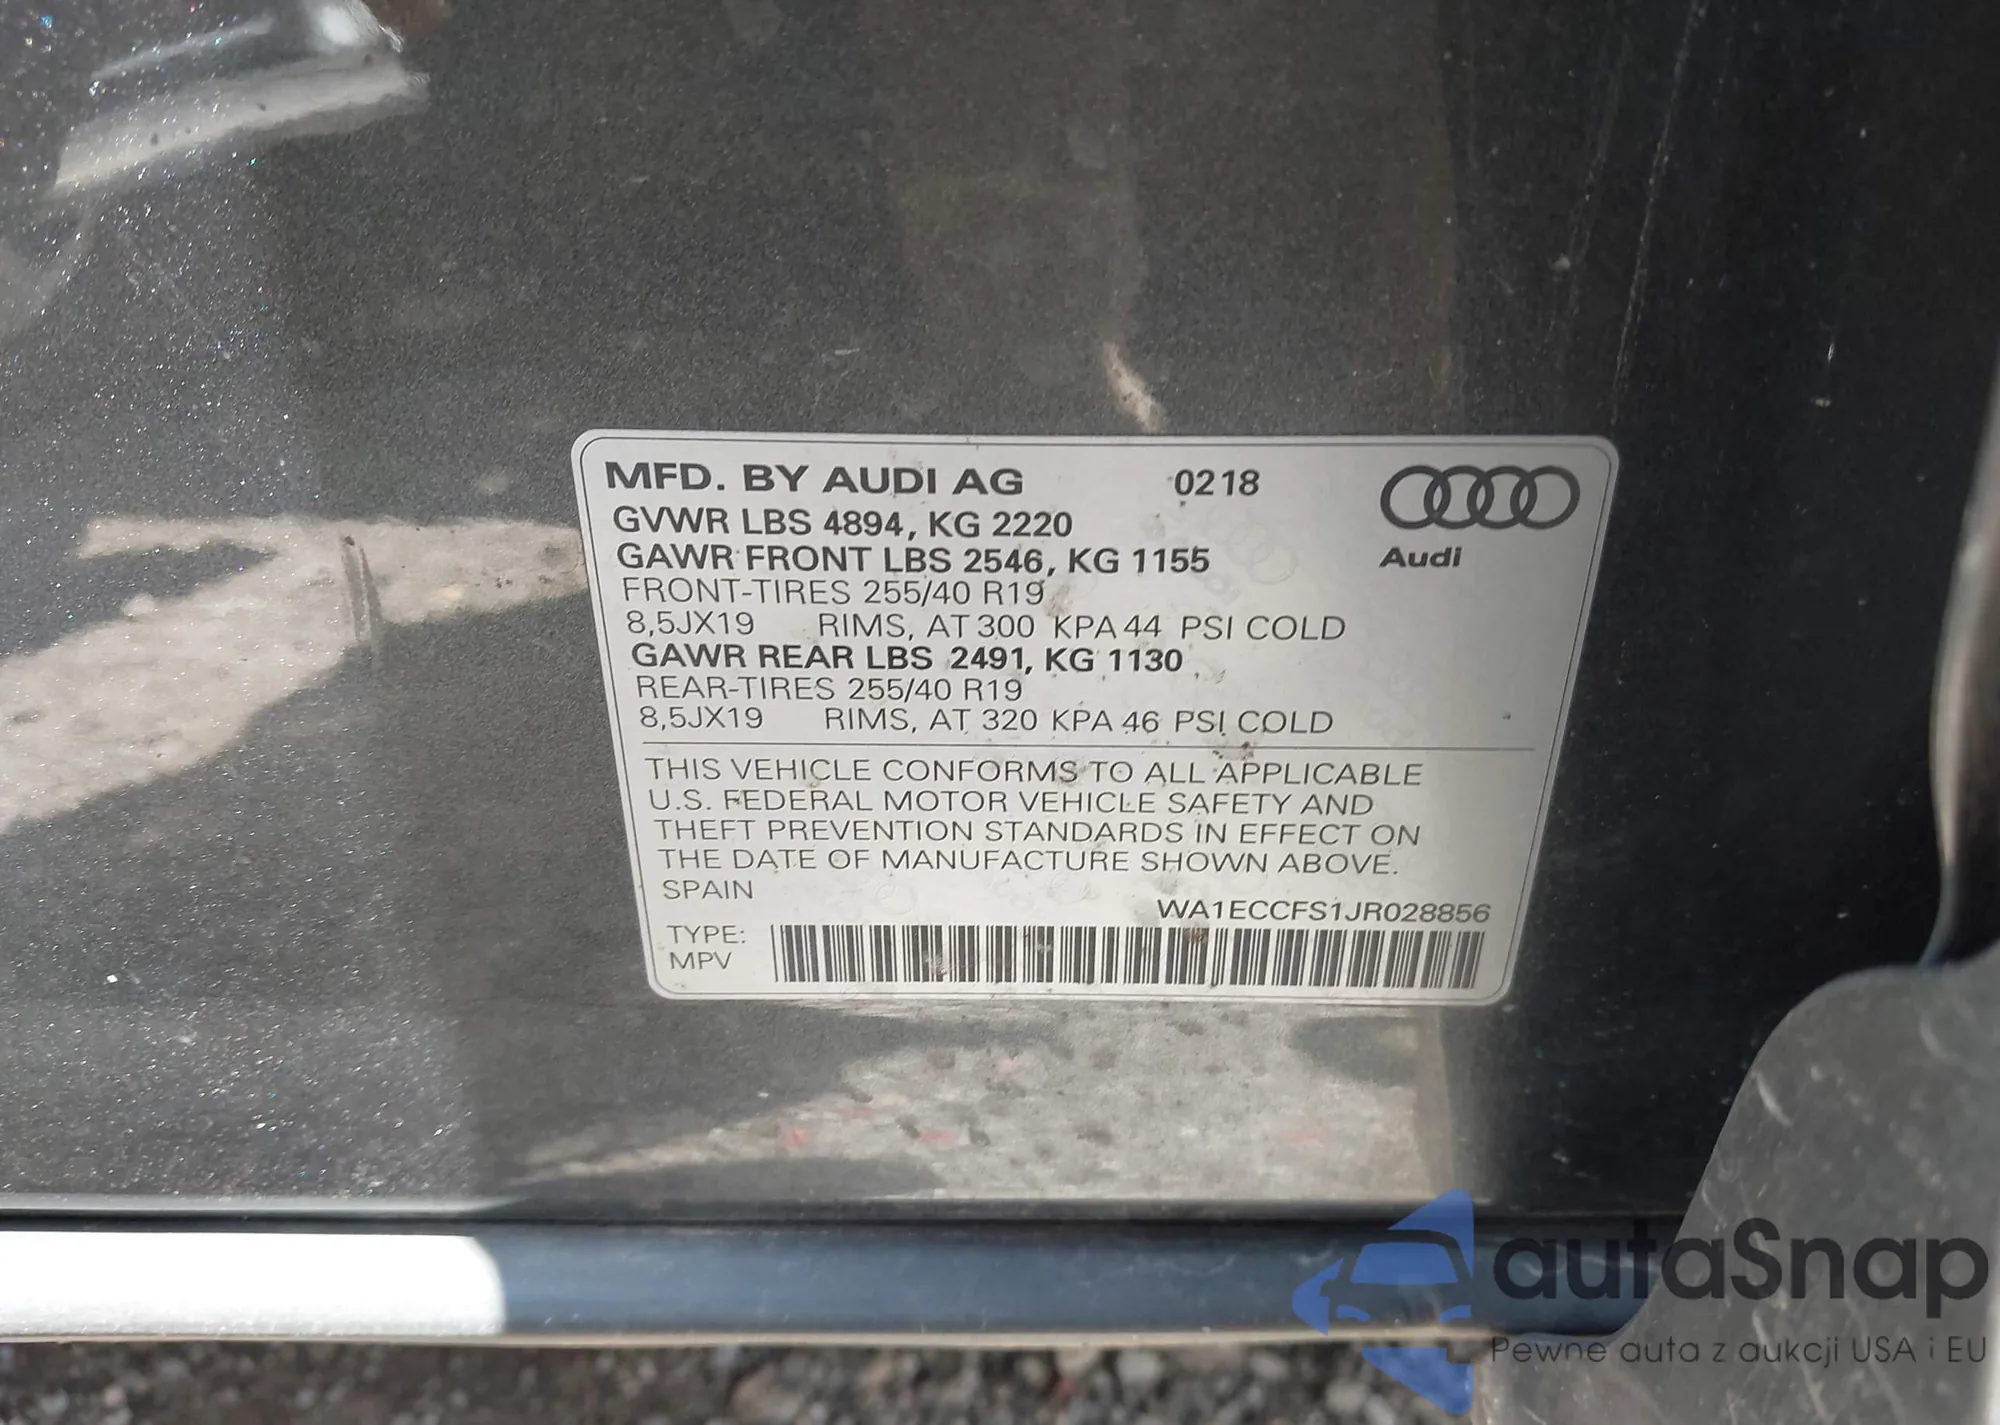 MFD. BY AUDI AG 0218
GVWR LBS 4894, KG 2220
GAWR FRONT LBS 2546, KG 1155
Audi
FRONT-TIRES 255/40 R19
8,5JX19 RIMS, AT 300 KPA 44 PSI COLD
GAWR REAR LBS 2491, KG 1130
REAR-TIRES 255/40 R19
8,5JX19 RIMS, AT 320 KPA 46 PSI COLD
THIS VEHICLE CONFORMS TO ALL APPLICABLE
U.S. FEDERAL MOTOR VEHICLE SAFETY AND
THEFT PREVENTION STANDARDS IN EFFECT ON
THE DATE OF MANUFACTURE SHOWN ABOVE.
SPAIN
WA1ECCFS1JR028856
TYPE:
MPV
autaSnap
Pewne auta z aukcji USA i EU